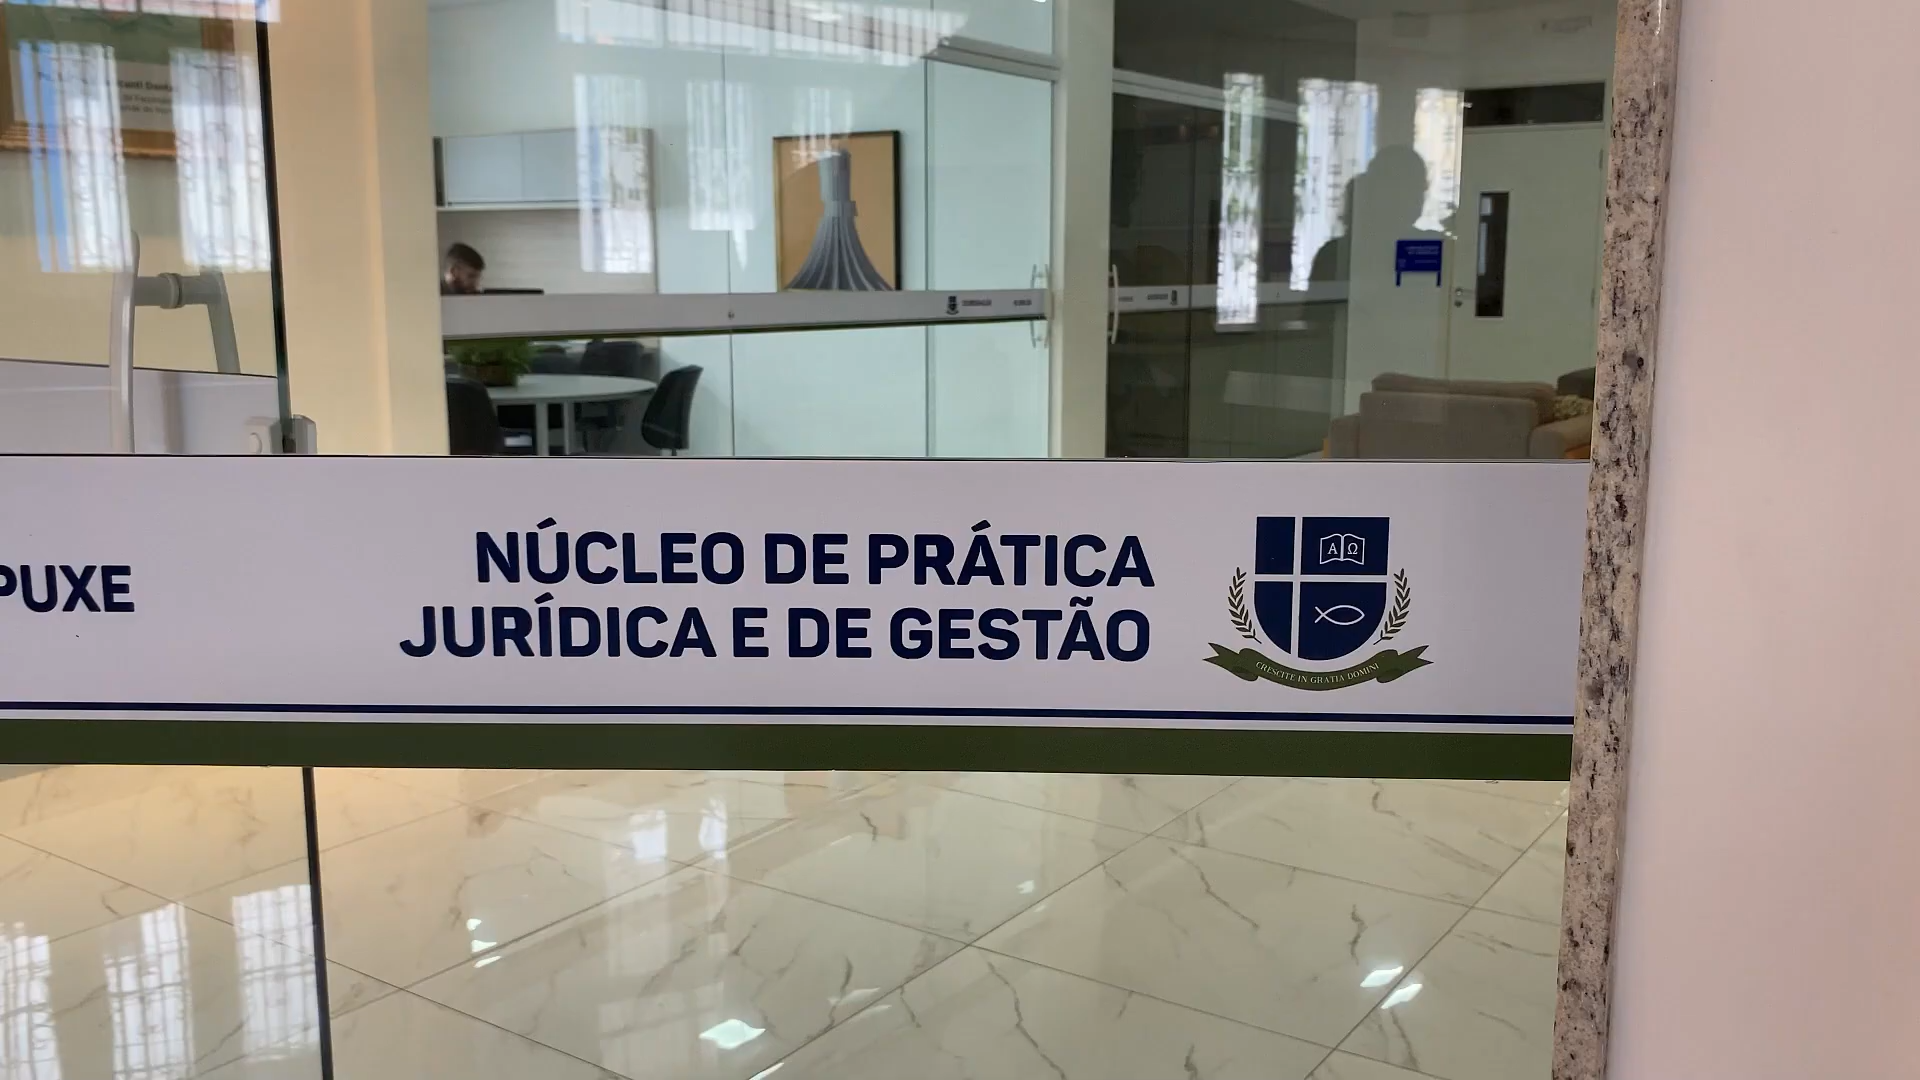 PUXE
NÚCLEO DE PRÁTICA
JURÍDICA E DE GESTÃO
Α Ω
CRESCITE IN GRATIA DOMINI